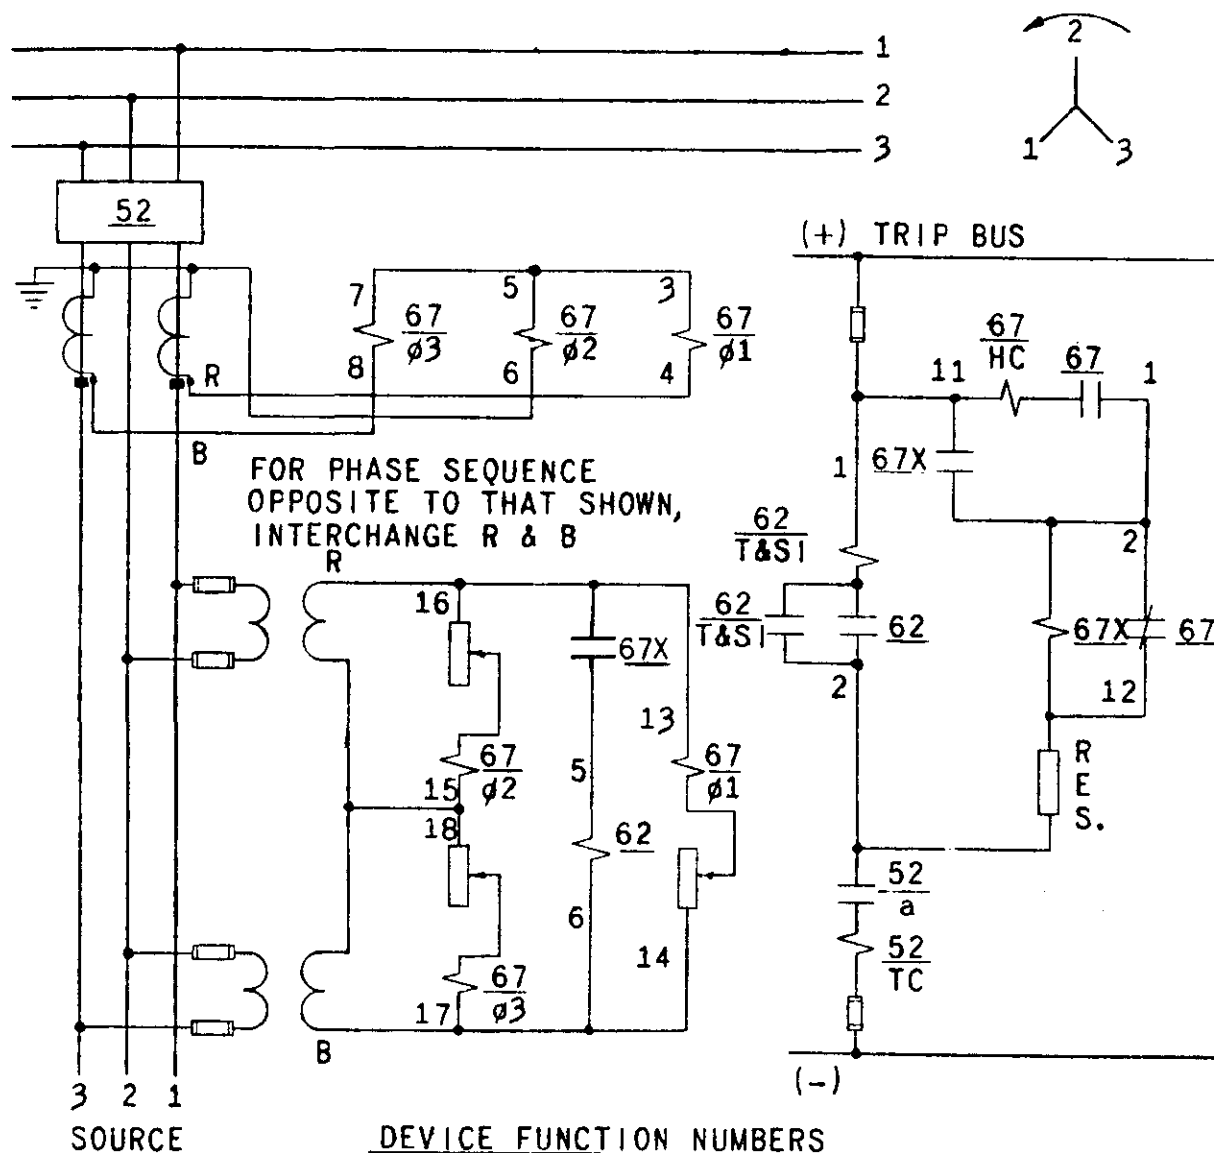 1
2
3
2
1 3
52
(+) TRIP BUS
7
67
ø3
8
5
67
ø2
6
3
67
ø1
4
R
B
FOR PHASE SEQUENCE
OPPOSITE TO THAT SHOWN,
INTERCHANGE R & B
11
67
HC
67
1
67X
1
2
62
T&SI
62
T&SI
62
2
67X
67
12
R
E
S.
R
16
67
ø2
15
18
67
ø3
17
67X
5
62
6
13
67
ø1
14
B
52
a
52
TC
(-)
3 2 1
SOURCE
DEVICE FUNCTION NUMBERS